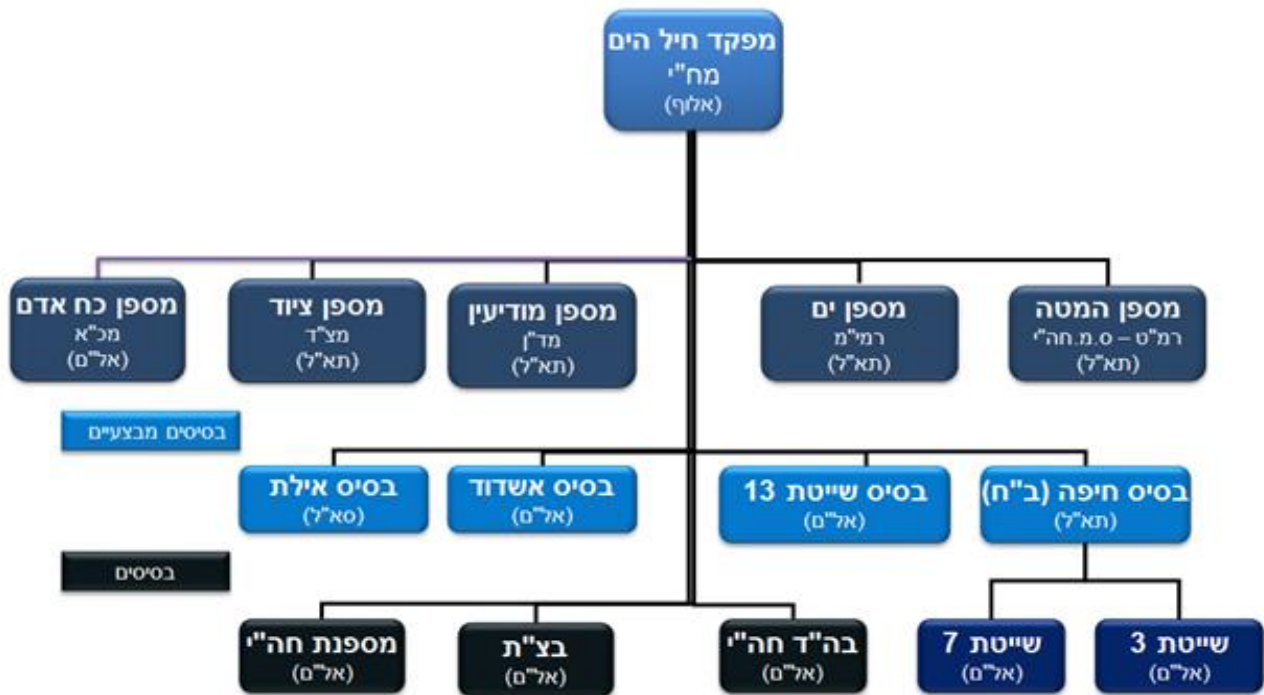 מפקד חיל הים
מח"י
(אלוף)
מספן המטה
רמ"ט – ס.מ.חה"י
(תא"ל)
מספן ים
רמי"מ
(תא"ל)
מספן מודיעין
מד"ן
(תא"ל)
מספן ציוד
מצ"ד
(תא"ל)
מספן כח אדם
מכ"א
(אל"ם)
בסיסים מבצעיים
בסיס חיפה (ב"ח)
(תא"ל)
בסיס שייטת 13
(אל"ם)
בסיס אשדוד
(אל"ם)
בסיס אילת
(סא"ל)
בסיסים
שייטת 3
(אל"ם)
שייטת 7
(אל"ם)
בה"ד חה"י
(אל"ם)
בצ"ת
(אל"ם)
מספנת חה"י
(אל"ם)